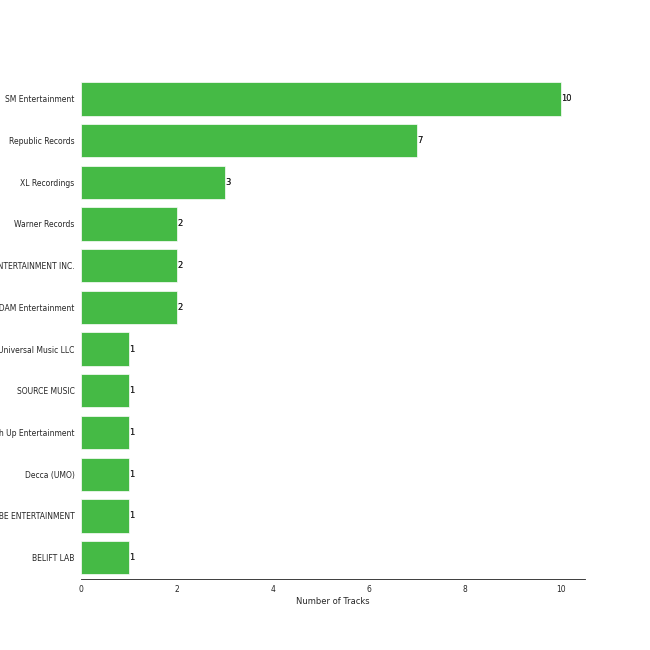 SM Entertainment 10
Republic Records 7
XL Recordings 3
Warner Records 2
NTERTAINMENT INC. 2
DAM Entertainment 2
Universal Music LLC 1
SOURCE MUSIC 1
h Up Entertainment 1
Decca (UMO) 1
BE ENTERTAINMENT 1
BELIFT LAB 1
0 2 4 6 8 10
Number of Tracks